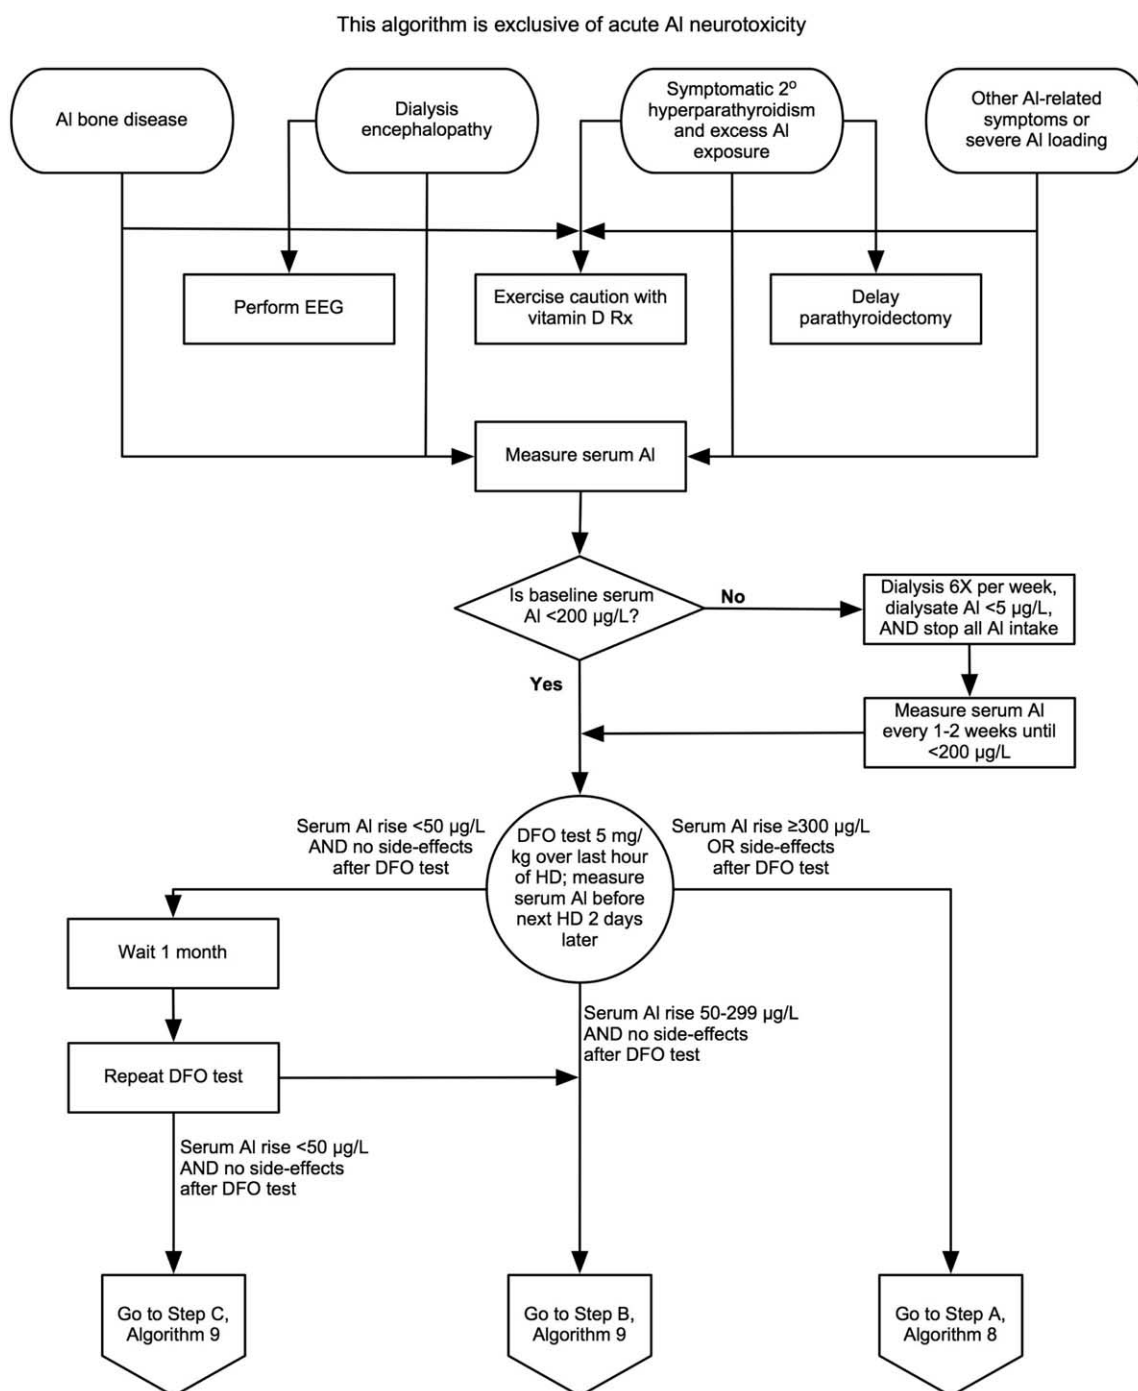 This algorithm is exclusive of acute Al neurotoxicity
Al bone disease
Dialysis
encephalopathy
Symptomatic 2º
hyperparathyroidism
and excess Al
exposure
Other Al-related
symptoms or
severe Al loading
Perform EEG
Exercise caution with
vitamin D Rx
Delay
parathyroidectomy
Measure serum Al
Is baseline serum
Al <200 µg/L?
No
Dialysis 6X per week,
dialysate Al <5 µg/L,
AND stop all Al intake
Yes
Measure serum Al
every 1-2 weeks until
<200 µg/L
Serum Al rise <50 µg/L
AND no side-effects
after DFO test
DFO test 5 mg/
kg over last hour
of HD; measure
serum Al before
next HD 2 days
later
Serum Al rise ≥300 µg/L
OR side-effects
after DFO test
Wait 1 month
Serum Al rise 50-299 µg/L
AND no side-effects
after DFO test
Repeat DFO test
Serum Al rise <50 µg/L
AND no side-effects
after DFO test
Go to Step C,
Algorithm 9
Go to Step B,
Algorithm 9
Go to Step A,
Algorithm 8